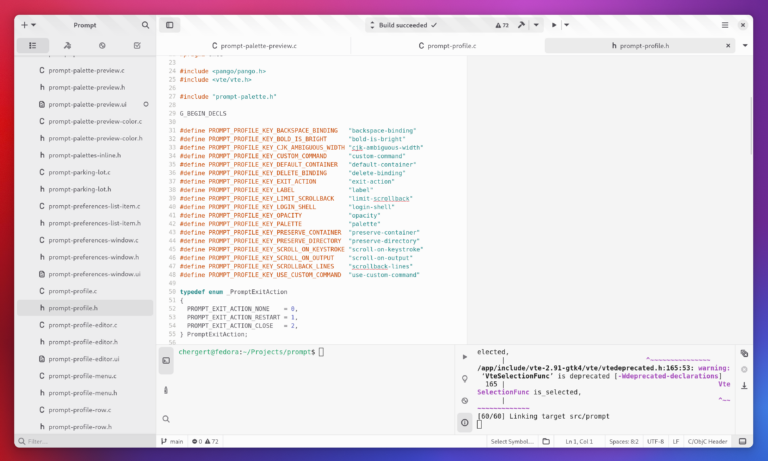 Prompt
Build succeeded
73
prompt-palette-preview.c
prompt-profile.c
prompt-profile.h
prompt-palette-preview.c
prompt-palette-preview.h
prompt-palette-preview.ui
prompt-palette-preview-color.c
prompt-palette-preview-color.h
prompt-palettes-inline.h
prompt-parking-lot.c
prompt-parking-lot.h
prompt-preferences-list-item.c
prompt-preferences-list-item.h
prompt-preferences-window.c
prompt-preferences-window.h
prompt-preferences-window.ui
prompt-profile.c
prompt-profile.h
prompt-profile-editor.c
prompt-profile-editor.h
prompt-profile-editor.ui
prompt-profile-menu.c
prompt-profile-menu.h
prompt-profile-row.c
prompt-profile-row.h
Filter...
23
24 #include <pango/pango.h>
25 #include <vte/vte.h>
26
27 #include "prompt-palette.h"
28
29 G_BEGIN_DECLS
30
31 #define PROMPT_PROFILE_KEY_BACKSPACE_BINDING "backspace-binding"
32 #define PROMPT_PROFILE_KEY_BOLD_IS_BRIGHT "bold-is-bright"
33 #define PROMPT_PROFILE_KEY_CJK_AMBIGUOUS_WIDTH "cjk-ambiguous-width"
34 #define PROMPT_PROFILE_KEY_CUSTOM_COMMAND "custom-command"
35 #define PROMPT_PROFILE_KEY_DEFAULT_CONTAINER "default-container"
36 #define PROMPT_PROFILE_KEY_DELETE_BINDING "delete-binding"
37 #define PROMPT_PROFILE_KEY_EXIT_ACTION "exit-action"
38 #define PROMPT_PROFILE_KEY_LABEL "label"
39 #define PROMPT_PROFILE_KEY_LIMIT_SCROLLBACK "limit-scrollback"
40 #define PROMPT_PROFILE_KEY_LOGIN_SHELL "login-shell"
41 #define PROMPT_PROFILE_KEY_OPACITY "opacity"
42 #define PROMPT_PROFILE_KEY_PALETTE "palette"
43 #define PROMPT_PROFILE_KEY_PRESERVE_CONTAINER "preserve-container"
44 #define PROMPT_PROFILE_KEY_PRESERVE_DIRECTORY "preserve-directory"
45 #define PROMPT_PROFILE_KEY_SCROLL_ON_KEYSTROKE "scroll-on-keystroke"
46 #define PROMPT_PROFILE_KEY_SCROLL_ON_OUTPUT "scroll-on-output"
47 #define PROMPT_PROFILE_KEY_SCROLLBACK_LINES "scrollback-lines"
48 #define PROMPT_PROFILE_KEY_USE_CUSTOM_COMMAND "use-custom-command"
49
50 typedef enum _PromptExitAction
51 {
52 PROMPT_EXIT_ACTION_NONE = 0,
53 PROMPT_EXIT_ACTION_RESTART = 1,
54 PROMPT_EXIT_ACTION_CLOSE = 2,
55 } PromptExitAction;
chergert@fedora:~/Projects/prompt$
elected,
| ^~~~~~~~~~~~~~~~
/app/include/vte-2.91-gtk4/vte/vtedeprecated.h:165:53: warning:
'VteSelectionFunc' is deprecated [-Wdeprecated-declarations]
165 | Vte
SelectionFunc is_selected,
| ^~~
~~~~~~~~~~~~~
[60/60] Linking target src/prompt
main 0 72
Select Symbol... Ln 1, Col 1 Spaces: 8:2 UTF-8 LF C/ObjC Header